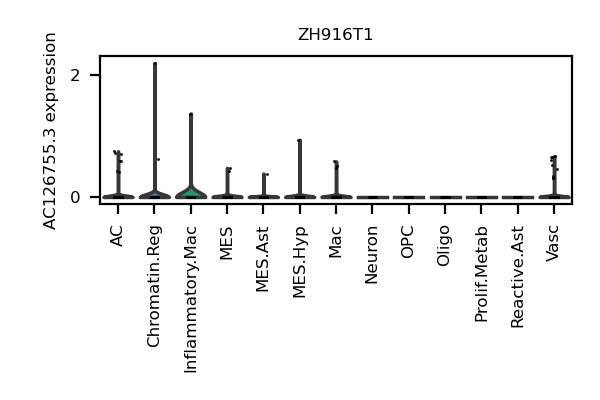 ZH916T1
AC126755.3 expression
2
0
AC
Chromatin.Reg
Inflammatory.Mac
MES
MES.Ast
MES.Hyp
Mac
Neuron
OPC
Oligo
Prolif.Metab
Reactive.Ast
Vasc